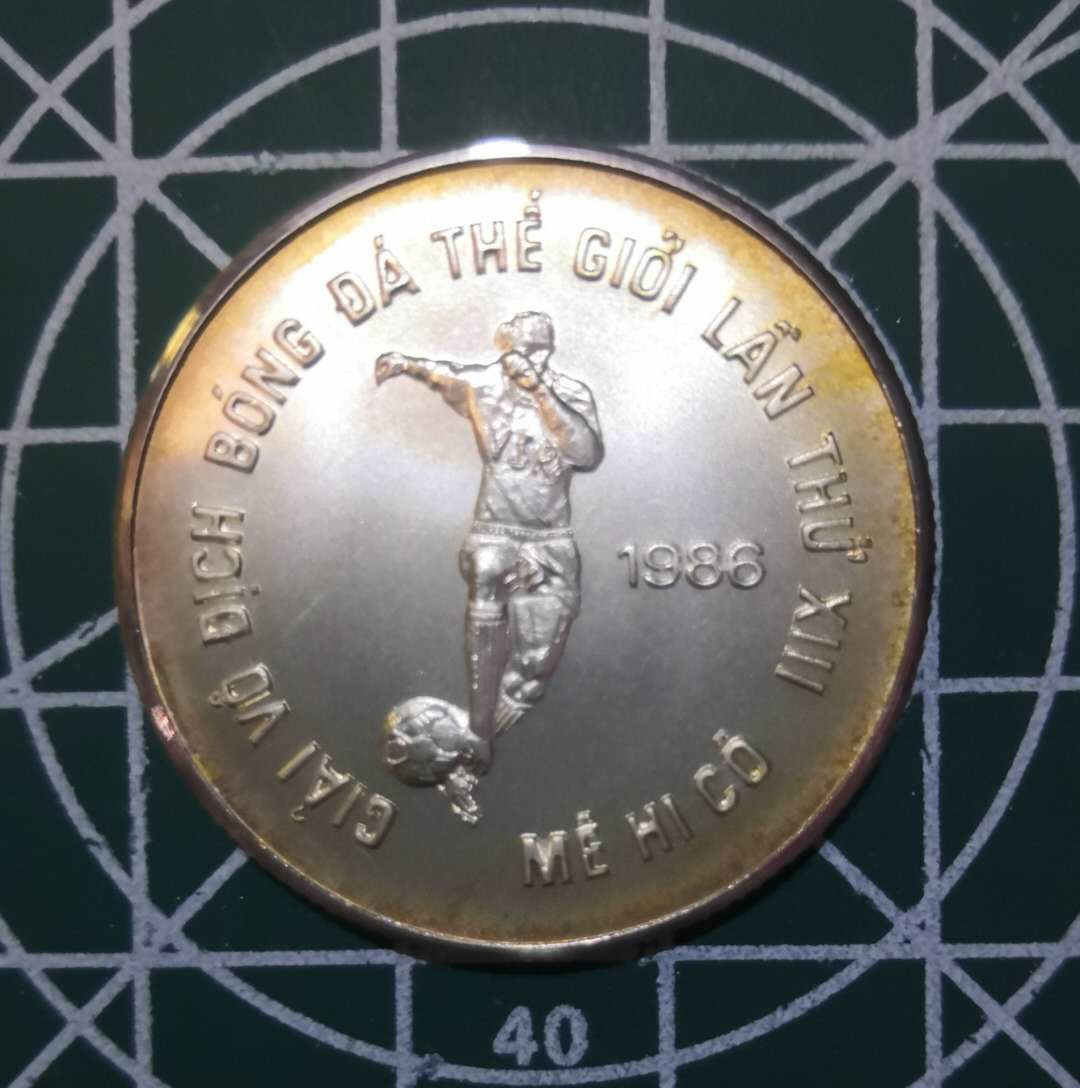 GIẢI VÔ ĐỊCH BÓNG ĐÁ THẾ GIỚI LẦN THỨ XIII
1986
MÊ HI CÔ
40